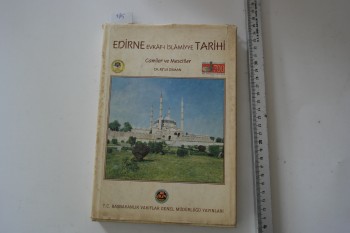 EDİRNE EVKAF-I İSLÂMİYYE TARİHİ
Camiler ve Mescitler
T.C. BAŞBAKANLIK VAKIFLAR GENEL MÜDÜRLÜĞÜ YAYINLARI